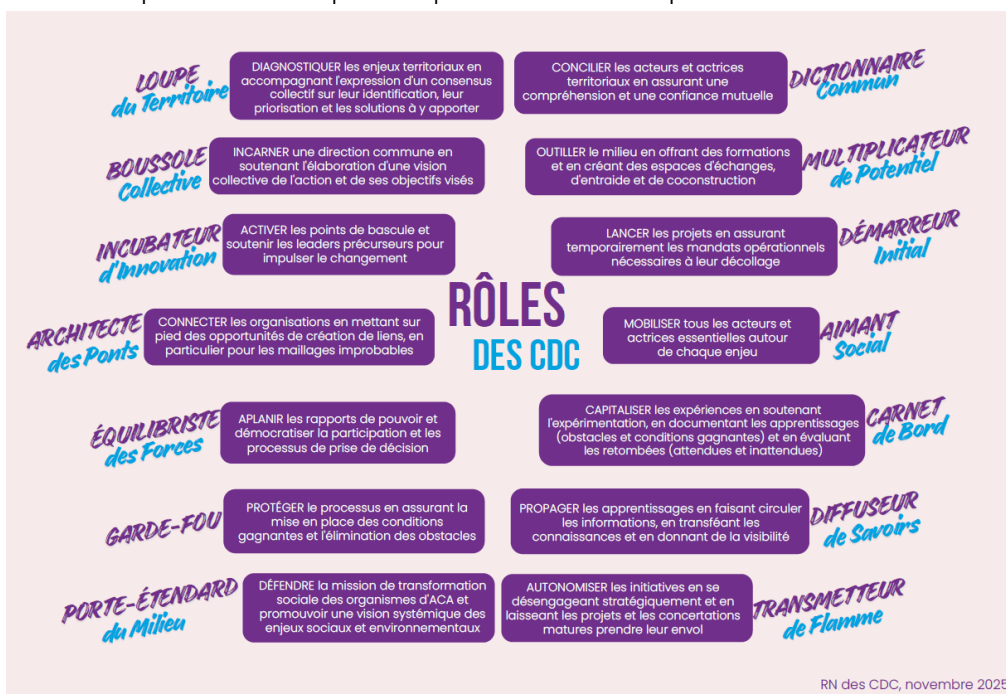 LOUPE
du Territoire
DIAGNOSTIQUER les enjeux territoriaux en
accompagnant l'expression d'un consensus
collectif sur leur identification, leur
priorisation et les solutions à y apporter
CONCILIER les acteurs et actrices
territoriaux en assurant une
compréhension et une confiance mutuelle
DICTIONNAIRE
Commun
BOUSSOLE
Collective
INCARNER une direction commune en
soutenant l'élaboration d'une vision
collective de l'action et de ses objectifs visés
OUTILLER le milieu en offrant des formations
et en créant des espaces d'échanges,
d'entraide et de coconstruction
MULTIPLICATEUR
de Potentiel
INCUBATEUR
d'Innovation
ACTIVER les points de bascule et
soutenir les leaders précurseurs pour
impulser le changement
LANCER les projets en assurant
temporairement les mandats opérationnels
nécessaires à leur décollage
DÉMARREUR
Initial
RÔLES
DES CDC
ARCHITECTE
des Ponts
CONNECTER les organisations en mettant sur
pied des opportunités de création de liens, en
particulier pour les maillages improbables
MOBILISER tous les acteurs et
actrices essentielles autour
de chaque enjeu
AIMANT
Social
ÉQUILIBRISTE
des Forces
APLANIR les rapports de pouvoir et
démocratiser la participation et les
processus de prise de décision
CAPITALISER les expériences en soutenant
l'expérimentation, en documentant les apprentissages
(obstacles et conditions gagnantes) et en évaluant
les retombées (attendues et inattendues)
CARNET
de Bord
GARDE-FOU
PROTÉGER le processus en assurant la
mise en place des conditions
gagnantes et l'élimination des obstacles
PROPAGER les apprentissages en faisant circuler
les informations, en transféant les
connaissances et en donnant de la visibilité
DIFFUSEUR
de Savoirs
PORTE-ÉTENDARD
du Milieu
DÉFENDRE la mission de transformation
sociale des organismes d'ACA et
promouvoir une vision systémique des
enjeux sociaux et environnementaux
AUTONOMISER les initiatives en se
désengageant stratégiquement et en
laissant les projets et les concertations
matures prendre leur envol
TRANSMETTEUR
de Flamme
RN des CDC, novembre 2025